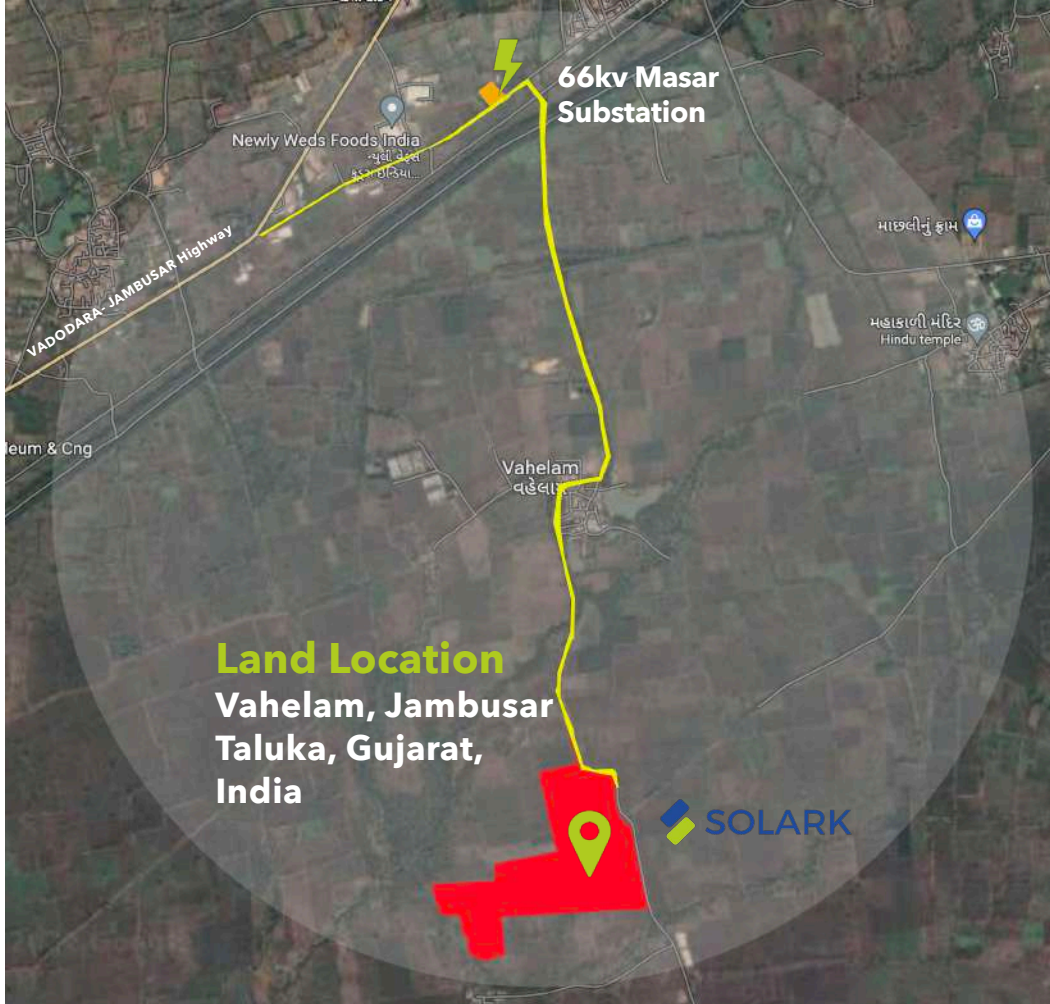 66kv Masar
Substation
Newly Weds Foods India
ન્યુલી વેડ્સ
ફૂડ્સ ઇન્ડિયા...
માછલીનું ફામ
VADODARA- JAMBUSAR Highway
મહાકાળી મંદિર
Hindu temple
leum & Cng
Vahelam
વહેલામ
Land Location
Vahelam, Jambusar
Taluka, Gujarat,
India
SOLARK